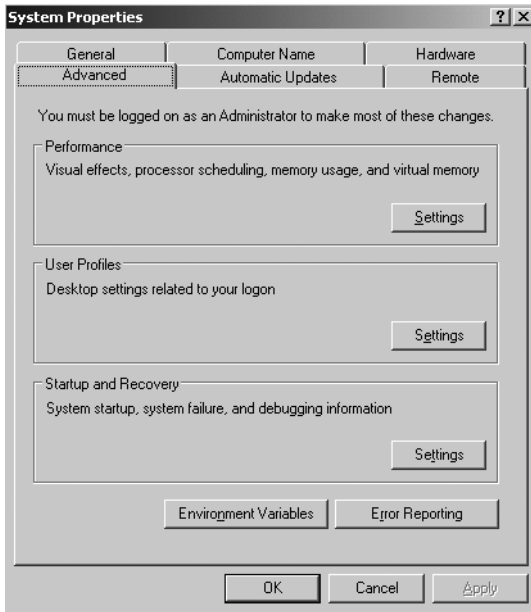 System Properties ? X
General Computer Name Hardware
Advanced Automatic Updates Remote
You must be logged on as an Administrator to make most of these changes.
Performance
Visual effects, processor scheduling, memory usage, and virtual memory
Settings
User Profiles
Desktop settings related to your logon
Settings
Startup and Recovery
System startup, system failure, and debugging information
Settings
Environment Variables Error Reporting
OK Cancel Apply